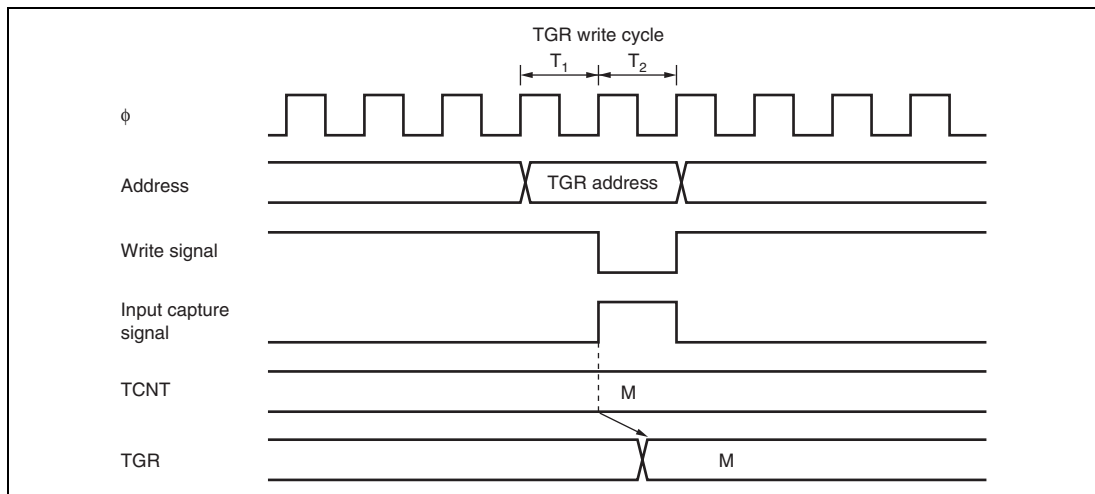 TGR write cycle
T1 T2
ϕ
Address
TGR address
Write signal
Input capture
signal
TCNT
M
TGR
M